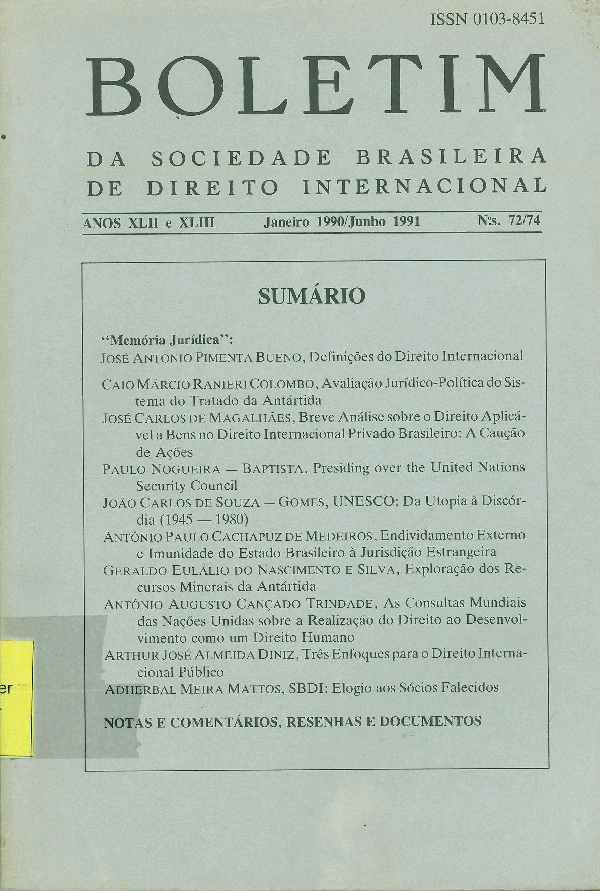 ISSN 0103-8451
BOLETIM
DA SOCIEDADE BRASILEIRA
DE DIREITO INTERNACIONAL
ANOS XLII e XLIII Janeiro 1990/Junho 1991 Nºs. 72/74
SUMÁRIO
“Memória Jurídica”:
JOSÉ ANTONIO PIMENTA BUENO, Definições do Direito Internacional
CAIO MÁRCIO RANIERI COLOMBO, Avaliação Jurídico-Política do Sis-
tema do Tratado da Antártida
JOSÉ CARLOS DE MAGALHÃES, Breve Análise sobre o Direito Aplicá-
vel a Bens no Direito Internacional Privado Brasileiro: A Caução
de Ações
PAULO NOGUEIRA — BAPTISTA, Presiding over the United Nations
Security Council
JOÃO CARLOS DE SOUZA — GOMES, UNESCO: Da Utopia à Discór-
dia (1945 — 1980)
ANTÔNIO PAULO CACHAPUZ DE MEDEIROS, Endividamento Externo
e Imunidade do Estado Brasileiro à Jurisdição Estrangeira
GERALDO EULÁLIO DO NASCIMENTO E SILVA, Exploração dos Re-
cursos Minerais da Antártida
ANTÔNIO AUGUSTO CANÇADO TRINDADE, As Consultas Mundiais
das Nações Unidas sobre a Realização do Direito ao Desenvol-
vimento como um Direito Humano
ARTHUR JOSÉ ALMEIDA DINIZ, Três Enfoques para o Direito Interna-
cional Público
ADHERBAL MEIRA MATTOS, SBDI: Elogio aos Sócios Falecidos
NOTAS E COMENTÁRIOS, RESENHAS E DOCUMENTOS